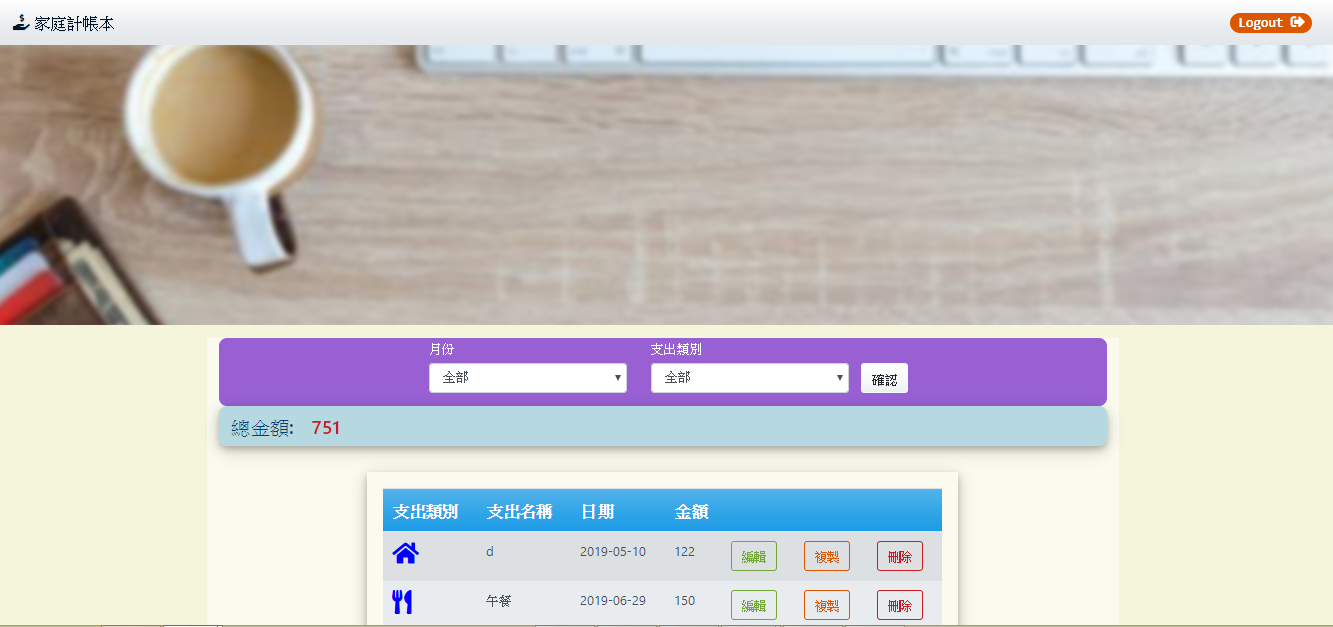 家庭計帳本
Logout
月份
支出類別
全部
全部
確認
總金額: 751
支出類別 支出名稱 日期 金額
d 2019-05-10 122 編輯 複製 刪除
午餐 2019-06-29 150 編輯 複製 刪除